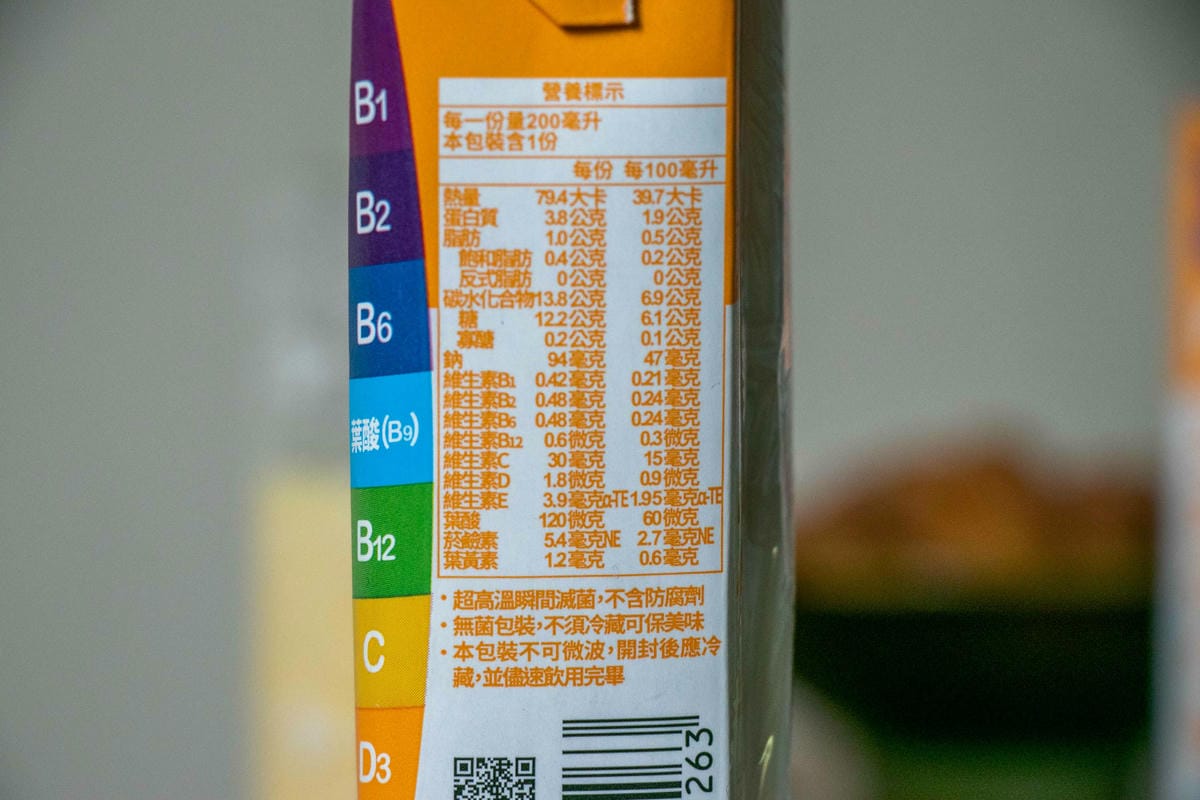 B1
B2
B6
葉酸(B9)
B12
C
D3
營養標示
每一份量200毫升
本包裝含1份
每份 每100毫升
熱量 79.4大卡 39.7大卡
蛋白質 3.8公克 1.9公克
脂肪 1.0公克 0.5公克
飽和脂肪 0.4公克 0.2公克
反式脂肪 0公克 0公克
碳水化合物13.8公克 6.9公克
糖 12.2公克 6.1公克
寡醣 0.2公克 0.1公克
鈉 94毫克 47毫克
維生素B1 0.42毫克 0.21毫克
維生素B2 0.48毫克 0.24毫克
維生素B6 0.48毫克 0.24毫克
維生素B12 0.6微克 0.3微克
維生素C 30毫克 15毫克
維生素D 1.8微克 0.9微克
維生素E 3.9毫克α-TE 1.95毫克α-TE
葉酸 120微克 60微克
菸鹼素 5.4毫克NE 2.7毫克NE
葉黃素 1.2毫克 0.6毫克
・超高溫瞬間滅菌,不含防腐劑
・無菌包裝,不須冷藏可保美味
・本包裝不可微波,開封後應冷
藏,並儘速飲用完畢
263